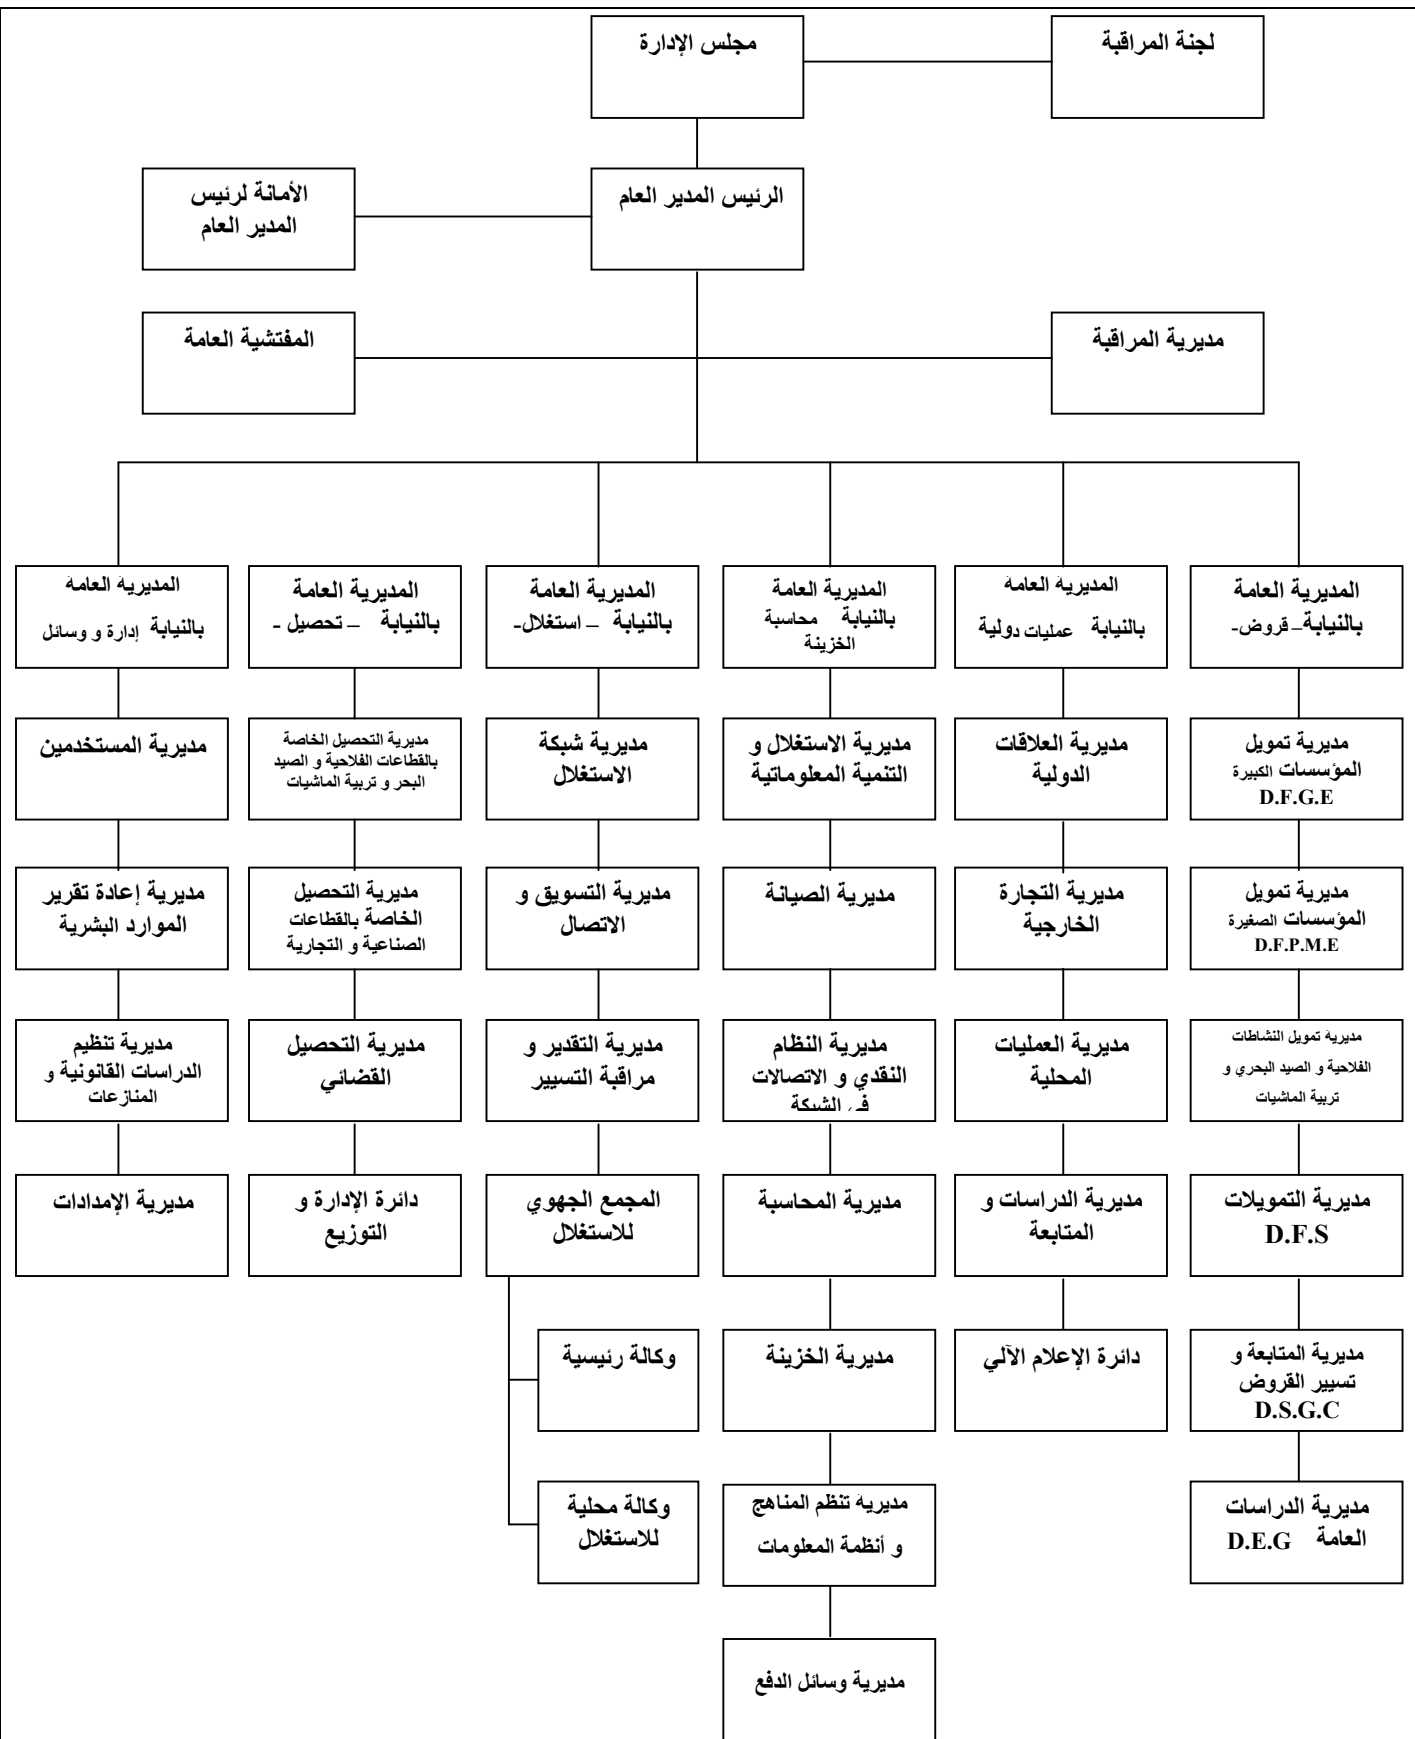 لجنة المراقبة
مجلس الإدارة
الرئيس المدير العام
الأمانة لرئيس
المدير العام
مديرية المراقبة
المفتشية العامة
المديرية العامة
بالنيابة – قروض-
المديرية العامة
بالنيابة عمليات دولية
المديرية العامة
بالنيابة محاسبة
الخزينة
المديرية العامة
بالنيابة – استغلال-
المديرية العامة
بالنيابة – تحصيل -
المديرية العامة
بالنيابة إدارة و وسائل
مديرية تمويل
المؤسسات الكبيرة
D.F.G.E
مديرية العلاقات
الدولية
مديرية الاستغلال و
التنمية المعلوماتية
مديرية شبكة
الاستغلال
مديرية التحصيل الخاصة
بالقطاعات الفلاحية و الصيد
البحر و تربية الماشيات
مديرية المستخدمين
مديرية تمويل
المؤسسات الصغيرة
D.F.P.M.E
مديرية التجارة
الخارجية
مديرية الصيانة
مديرية التسويق و
الاتصال
مديرية التحصيل
الخاصة بالقطاعات
الصناعية و التجارية
مديرية إعادة تقرير
الموارد البشرية
مديرية تمويل النشاطات
الفلاحية و الصيد البحري و
تربية الماشيات
مديرية العمليات
المحلية
مديرية النظام
النقدي و الاتصالات
في الشبكة
مديرية التقدير و
مراقبة التسيير
مديرية التحصيل
القضائي
مديرية تنظيم
الدراسات القانونية و
المنازعات
مديرية التمويلات
D.F.S
مديرية الدراسات و
المتابعة
مديرية المحاسبة
المجمع الجهوي
للاستغلال
دائرة الإدارة و
التوزيع
مديرية الإمدادات
مديرية المتابعة و
تسيير القروض
D.S.G.C
دائرة الإعلام الآلي
مديرية الخزينة
وكالة رئيسية
مديرية الدراسات
العامة D.E.G
مديرية تنظم المناهج
و أنظمة المعلومات
وكالة محلية
للاستغلال
مديرية وسائل الدفع